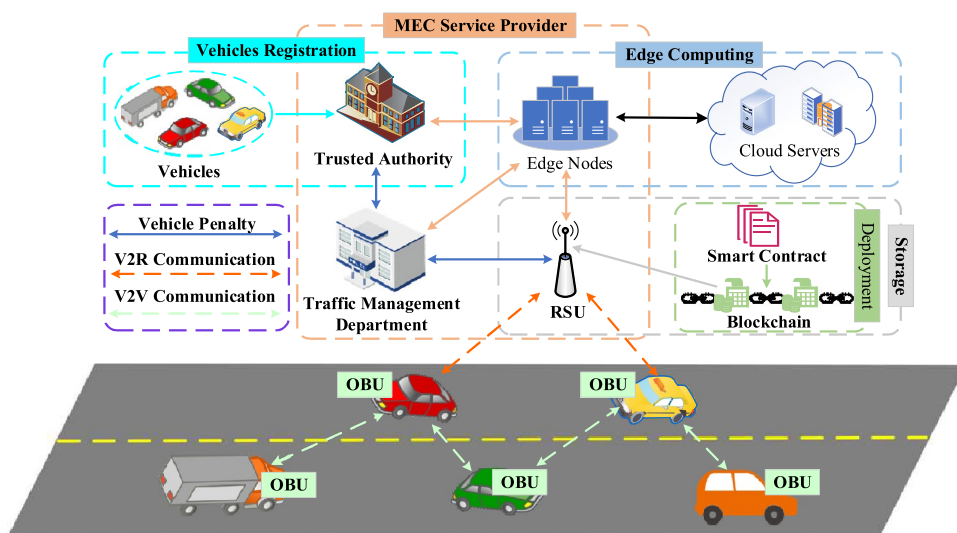 MEC Service Provider
Vehicles Registration
Edge Computing
Vehicles
Trusted Authority
Edge Nodes
Cloud Servers
Vehicle Penalty
V2R Communication
V2V Communication
Traffic Management
Department
RSU
Smart Contract
Blockchain
Deployment
Storage
OBU
OBU
OBU
OBU
OBU